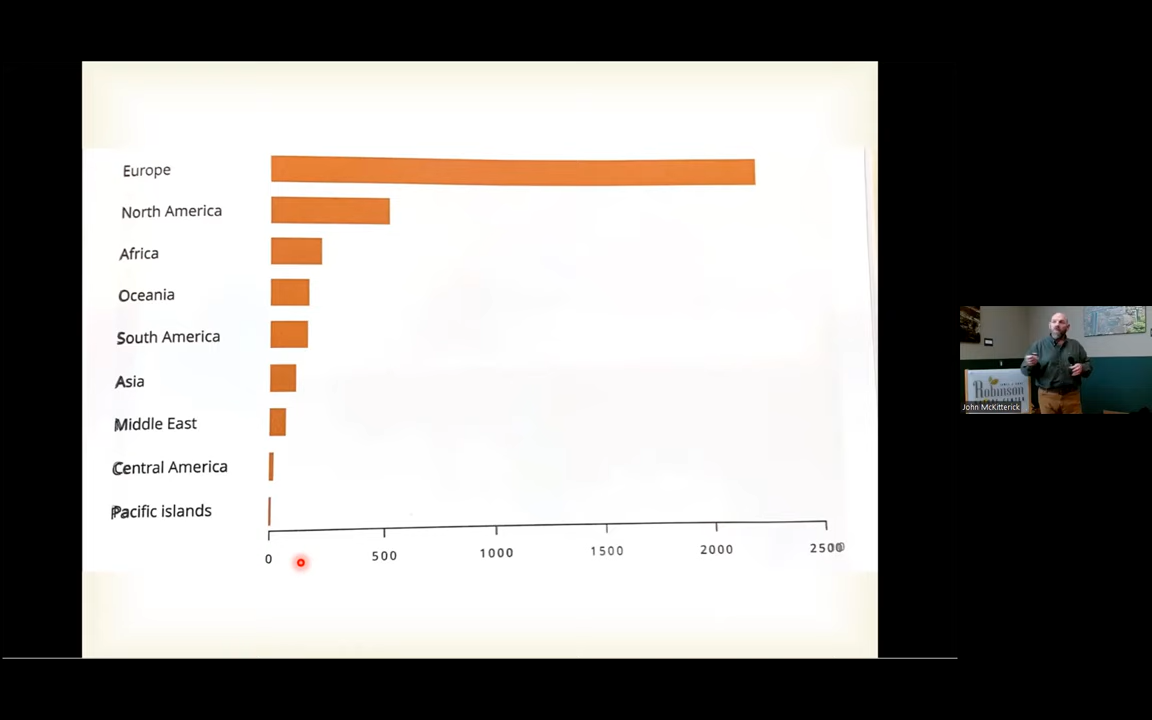 Europe
North America
Africa
Oceania
South America
Asia
Middle East
Central America
Pacific islands
0 500 1000 1500 2000 2500
Robinson
John McKitterick